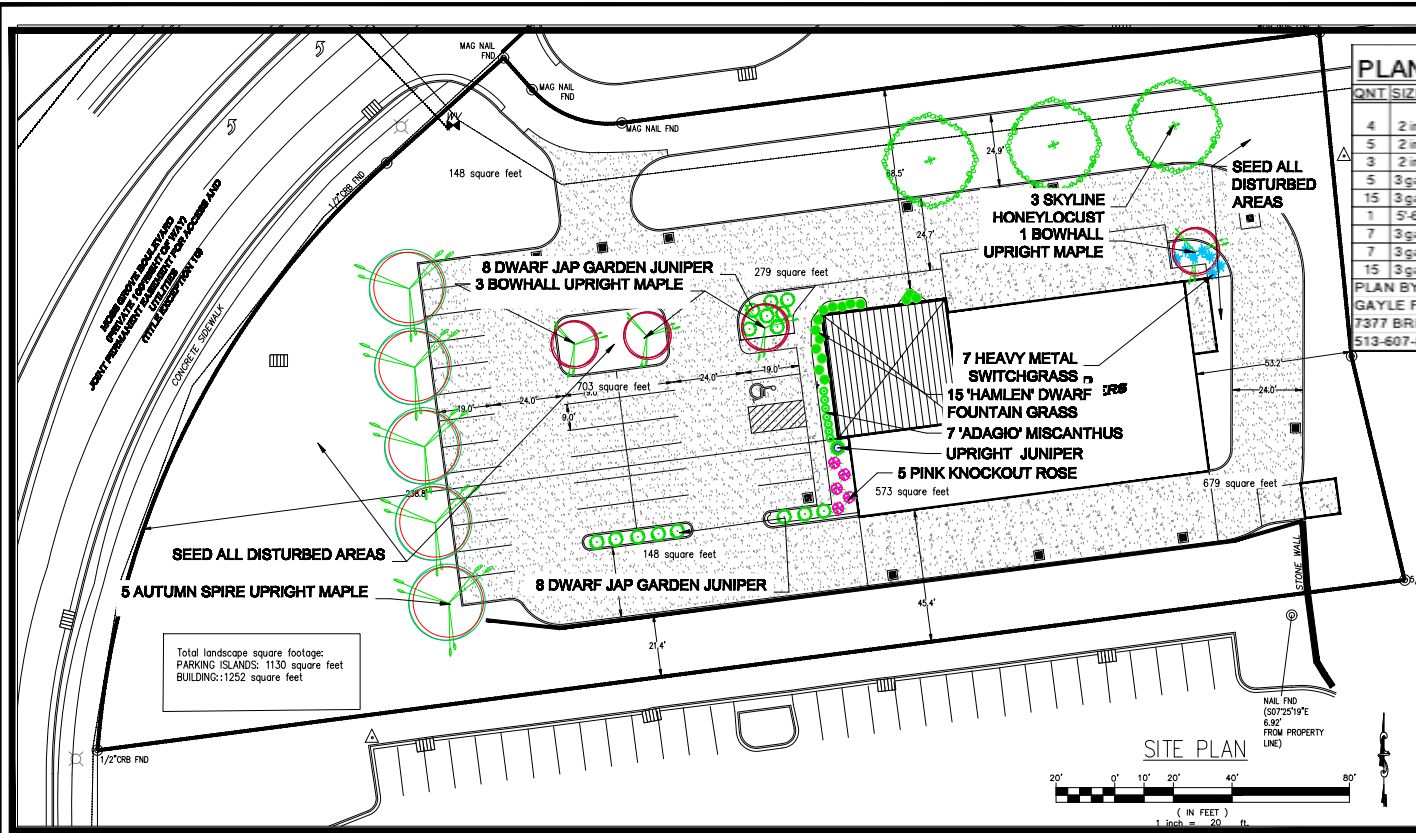 MAG NAIL
FND
MAG NAIL
FND
MAG NAIL FND
1/2"CRB FND
148 square feet
CONCRETE SIDEWALK
24.9'
68.5'
24.7'
SEED ALL
DISTURBED
AREAS
3 SKYLINE
HONEYLOCUST
1 BOWHALL
UPRIGHT MAPLE
8 DWARF JAP GARDEN JUNIPER
3 BOWHALL UPRIGHT MAPLE
279 square feet
703 square feet
19.0'
24.0'
19.0'
24.0'
19.0'
9.0'
53.2'
24.0'
7 HEAVY METAL
SWITCHGRASS
15 'HAMLEN' DWARF
FOUNTAIN GRASS
7 'ADAGIO' MISCANTHUS
UPRIGHT JUNIPER
5 PINK KNOCKOUT ROSE
573 square feet
679 square feet
SEED ALL DISTURBED AREAS
5 AUTUMN SPIRE UPRIGHT MAPLE
148 square feet
8 DWARF JAP GARDEN JUNIPER
STONE WALL
45.4'
21.4'
Total landscape square footage:
PARKING ISLANDS: 1130 square feet
BUILDING::1252 square feet
1/2"CRB FND
NAIL FND
(S07°25'19"E
6.92'
FROM PROPERTY
LINE)
SITE PLAN
20' 0' 10' 20' 40' 80'
( IN FEET )
1 inch = 20 ft.
PLAN
QNT SIZ
4 2 in
5 2 in
3 2 in
5 3 ga
15 3 ga
1 5'-6
7 3 ga
7 3 ga
15 3 ga
PLAN BY
GAYLE F
7377 BRI
513-607-